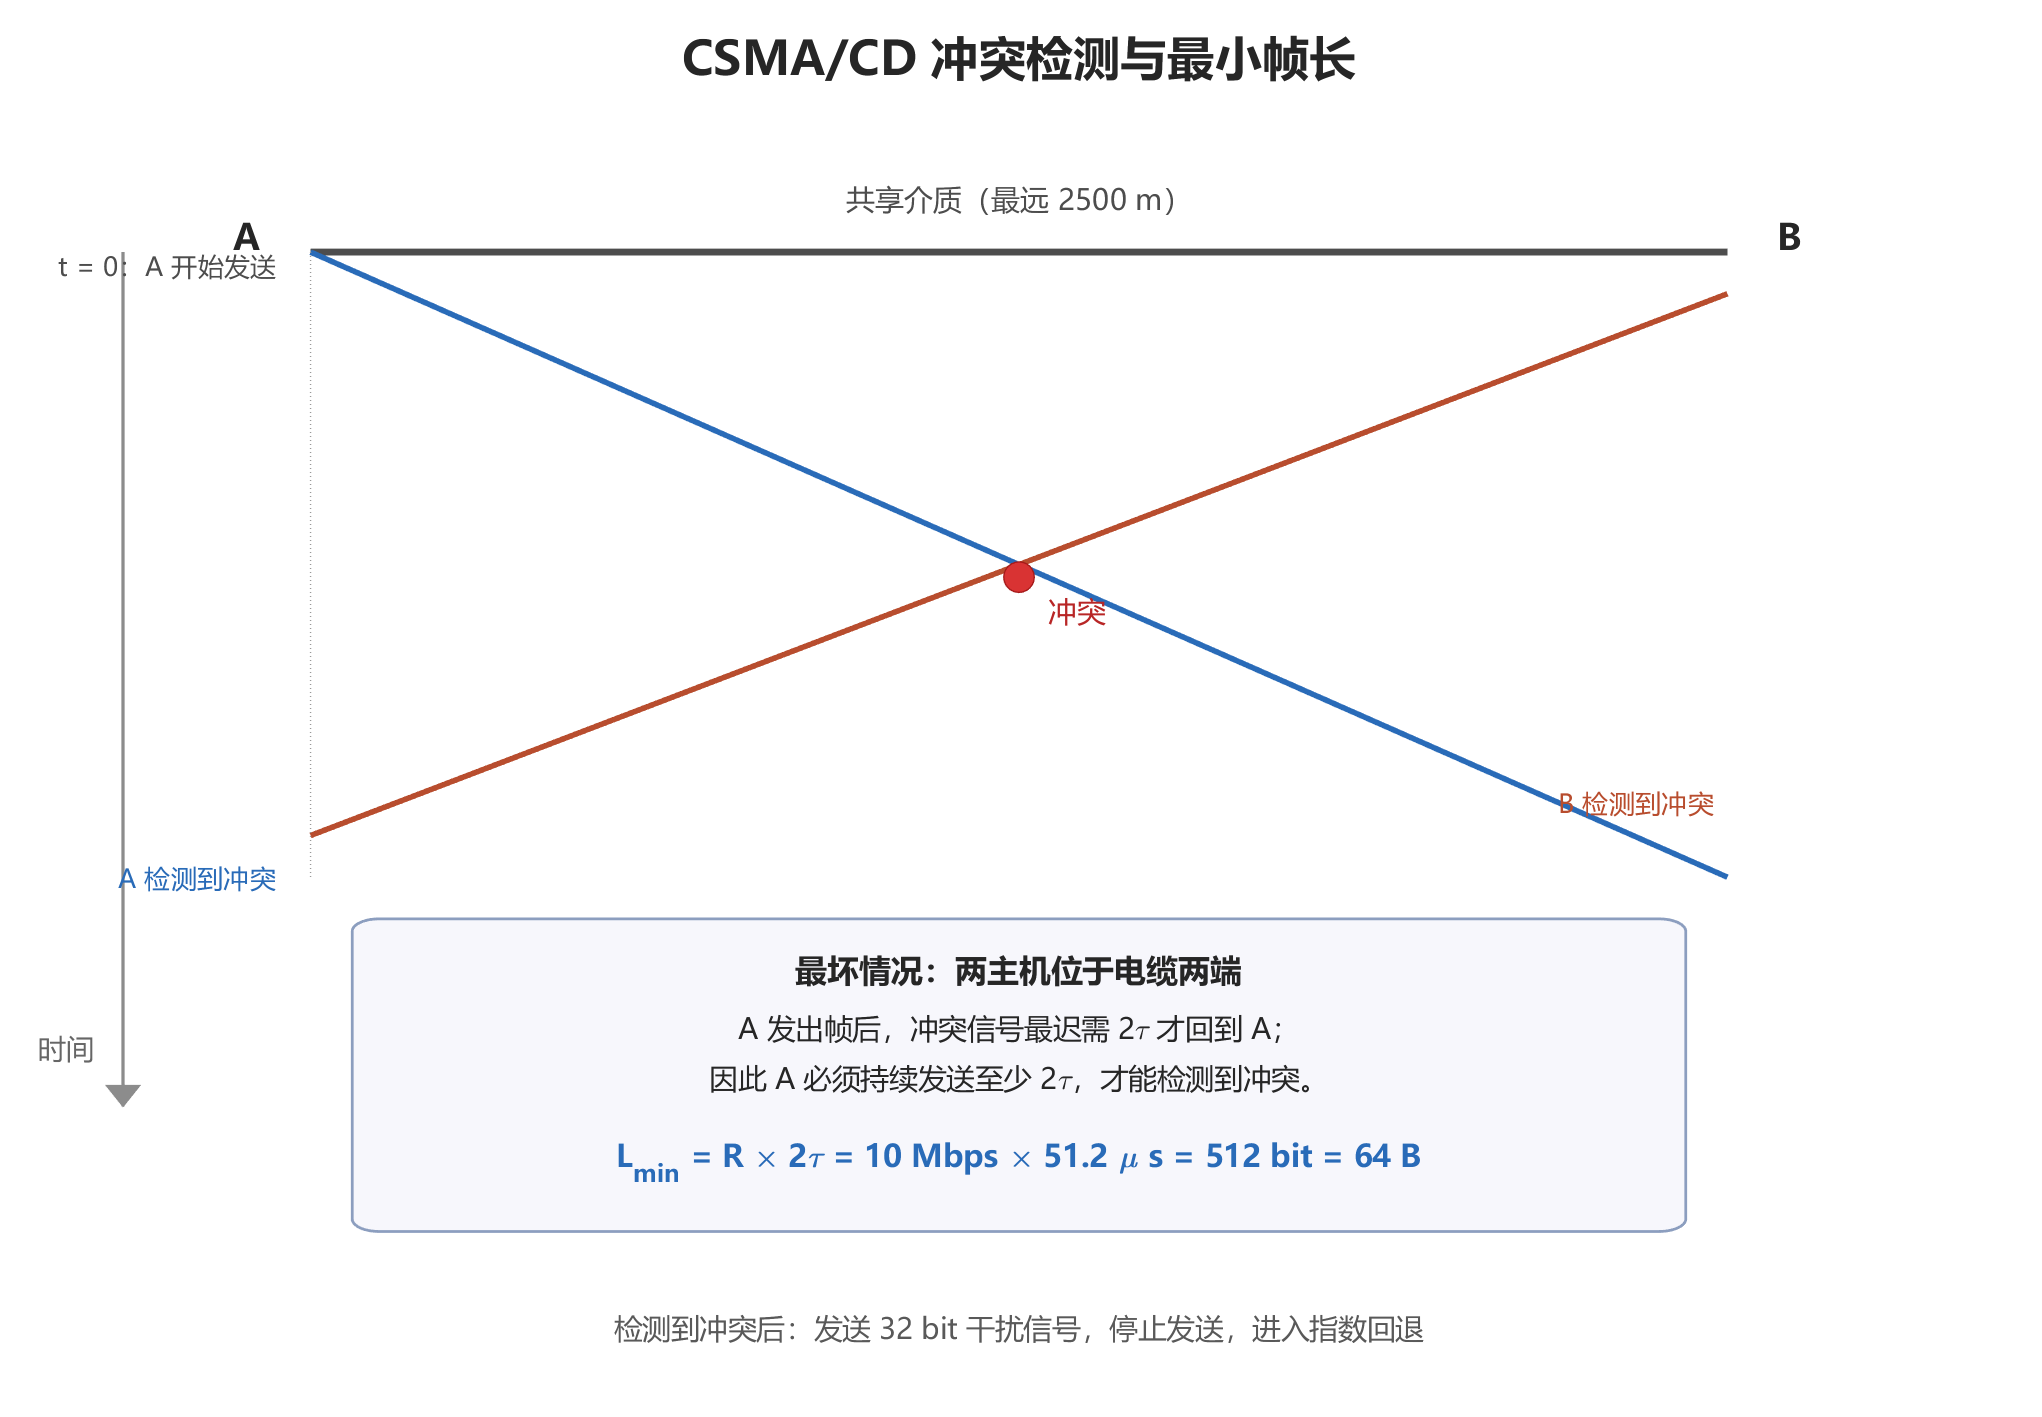 CSMA/CD 冲突检测与最小帧长
共享介质（最远 2500 m）
A
B
t = 0：A 开始发送
冲突
B 检测到冲突
A 检测到冲突
最坏情况：两主机位于电缆两端
A 发出帧后，冲突信号最迟需 2τ 才回到 A；
因此 A 必须持续发送至少 2τ，才能检测到冲突。
时间
L_min = R × 2τ = 10 Mbps × 51.2 μ s = 512 bit = 64 B
检测到冲突后：发送 32 bit 干扰信号，停止发送，进入指数回退